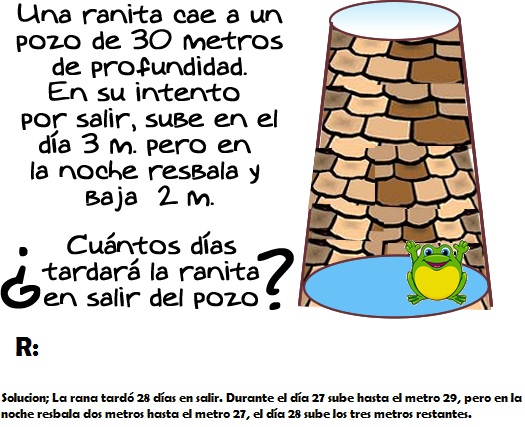 Una ranita cae a un
pozo de 30 metros
de profundidad.
En su intento
por salir, sube en el
día 3 m. pero en
la noche resbala y
baja 2 m.
¿Cuántos días
tardará la ranita
en salir del pozo?
R:
Solucion; La rana tardó 28 días en salir. Durante el día 27 sube hasta el metro 29, pero en la
noche resbala dos metros hasta el metro 27, el día 28 sube los tres metros restantes.